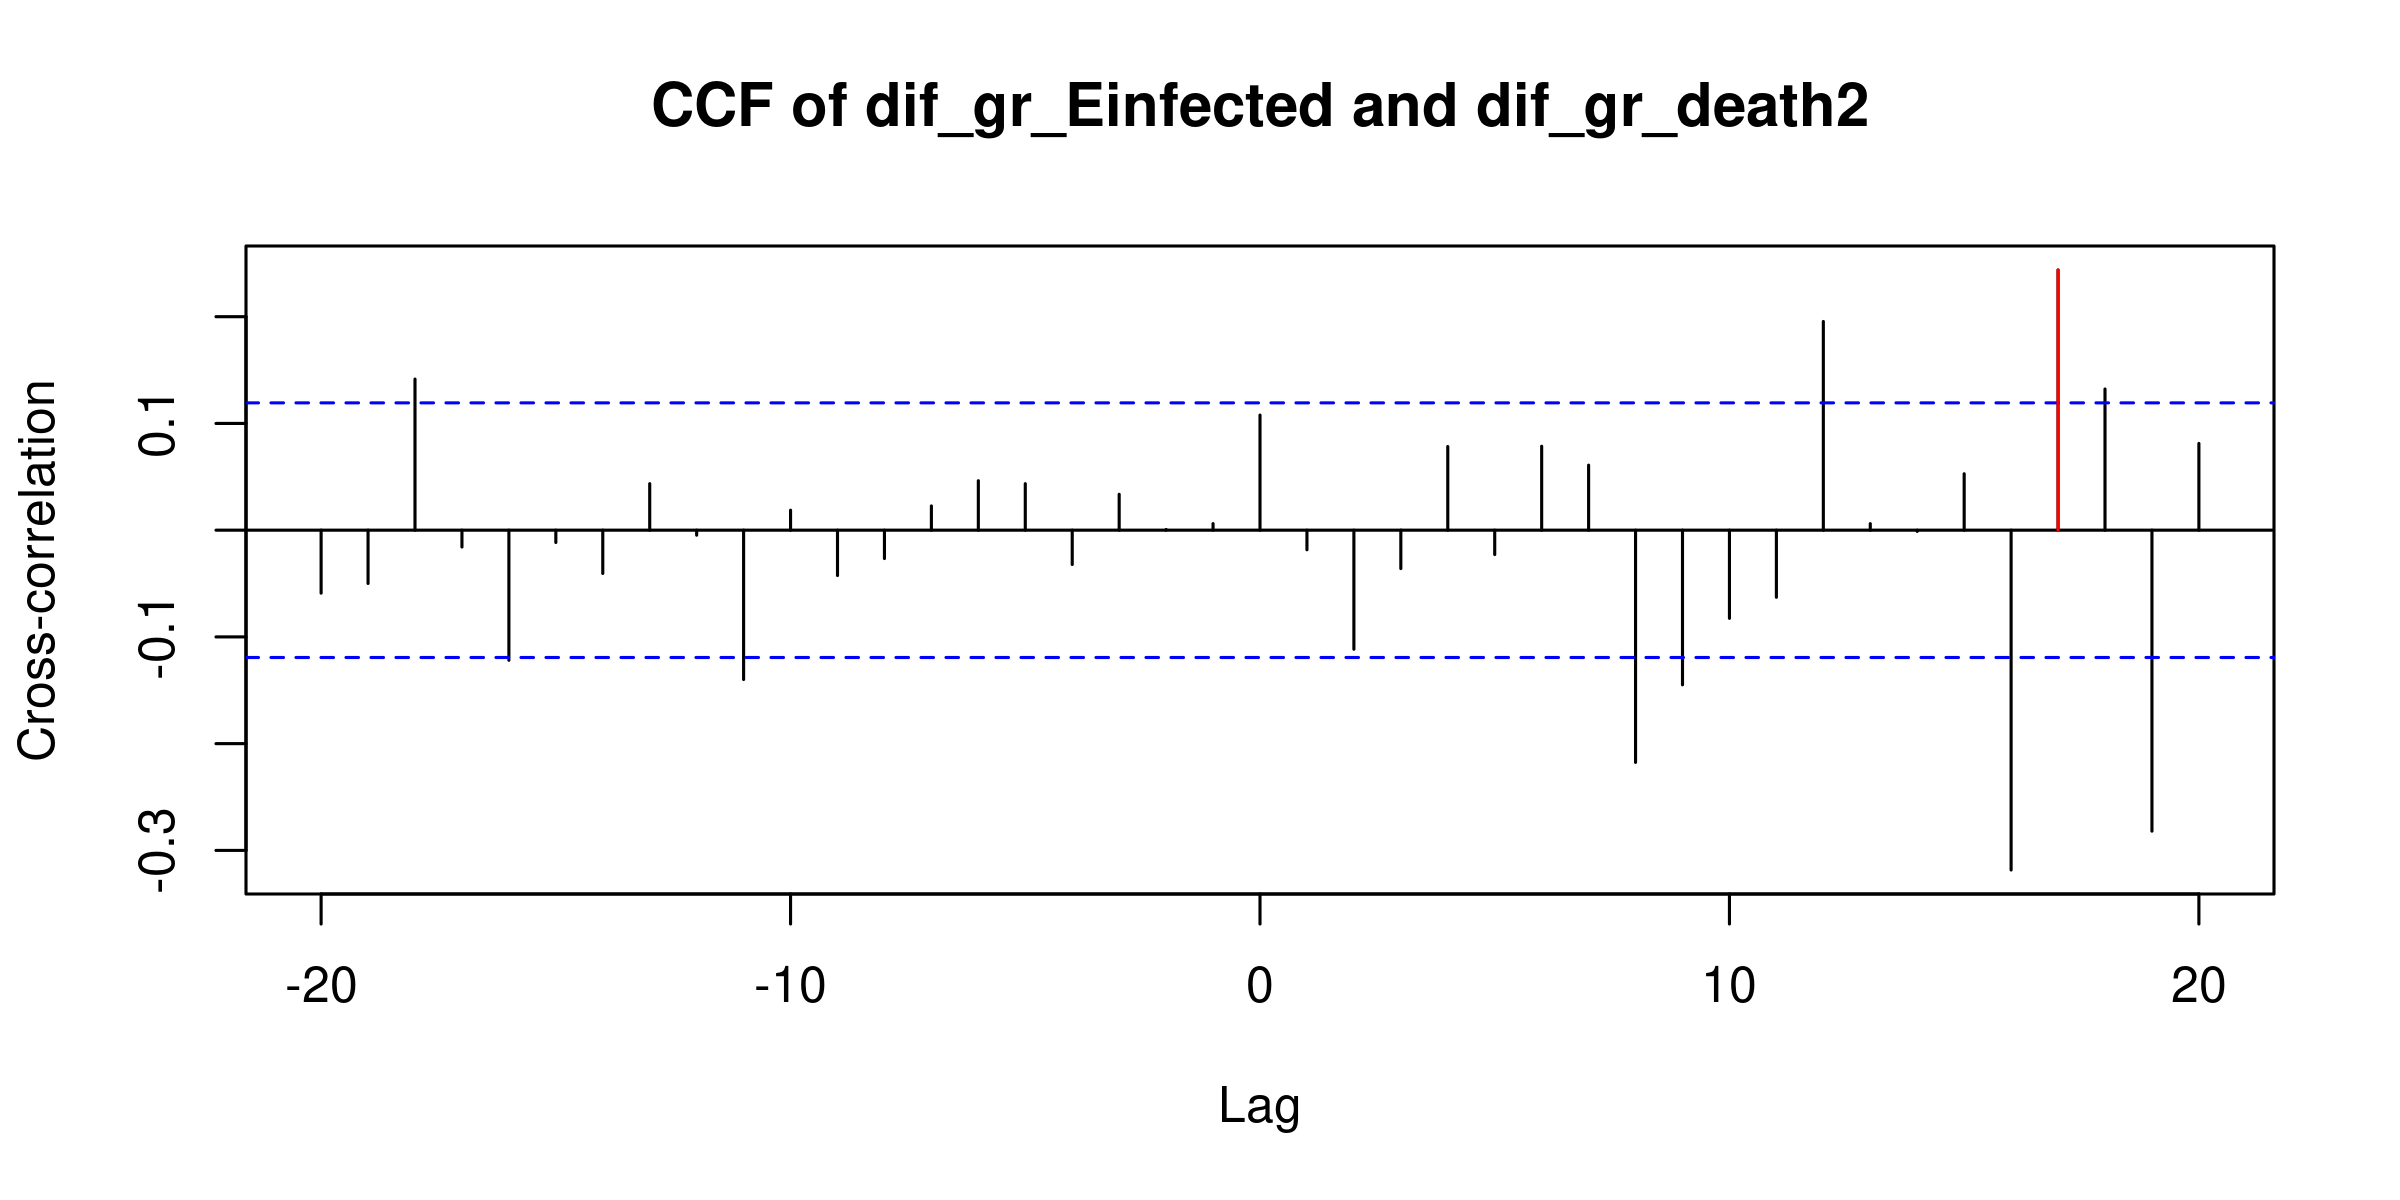 CCF of dif_gr_Einfected and dif_gr_death2
Cross-correlation
0.1
-0.1
-0.3
-20 -10 0 10 20
Lag